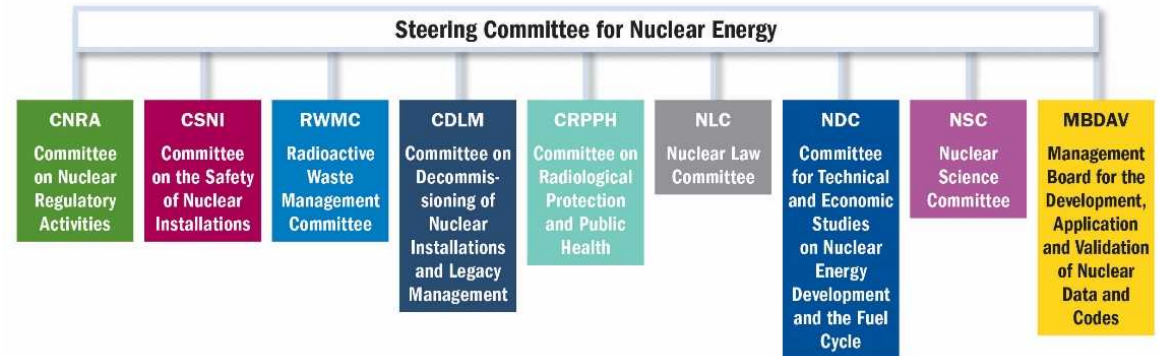 Steering Committee for Nuclear Energy
CNRA
Committee
on Nuclear
Regulatory
Activities
CSNI
Committee
on the Safety
of Nuclear
Installations
RWMC
Radioactive
Waste
Management
Committee
CDLM
Committee on
Decommis-
sioning of
Nuclear
Installations
and Legacy
Management
CRPPH
Committee on
Radiological
Protection
and Public
Health
NLC
Nuclear Law
Committee
NDC
Committee
for Technical
and Economic
Studies
on Nuclear
Energy
Development
and the Fuel
Cycle
NSC
Nuclear
Science
Committee
MBDAV
Management
Board for the
Development,
Application
and Validation
of Nuclear
Data and
Codes